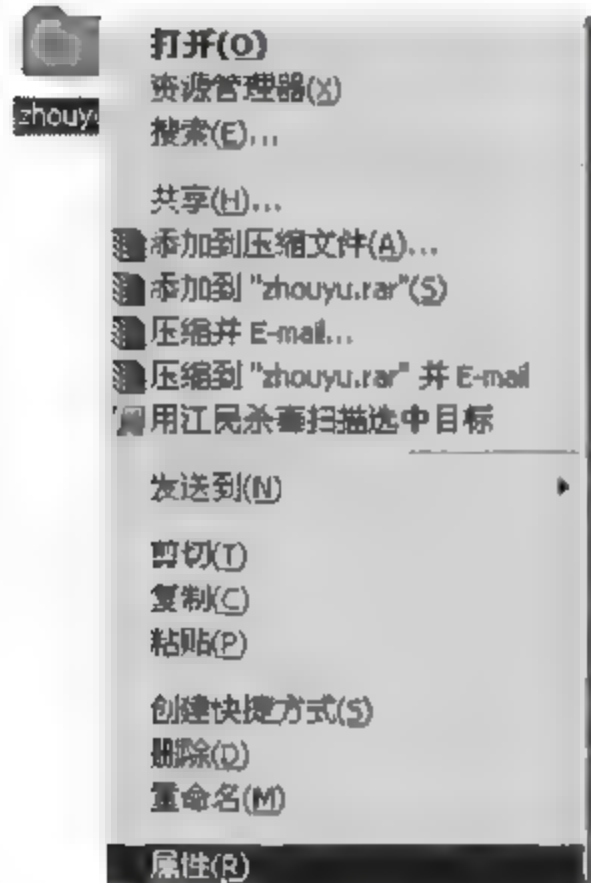 打开(O)
资源管理器(X)
搜索(E)...
zhouy
共享(H)...
添加到压缩文件(A)...
添加到 "zhouyu.rar"(S)
压缩并 E-mail...
压缩到 "zhouyu.rar" 并 E-mail
用江民杀毒扫描选中目标
发送到(N)
剪切(T)
复制(C)
粘贴(P)
创建快捷方式(S)
删除(D)
重命名(M)
属性(R)